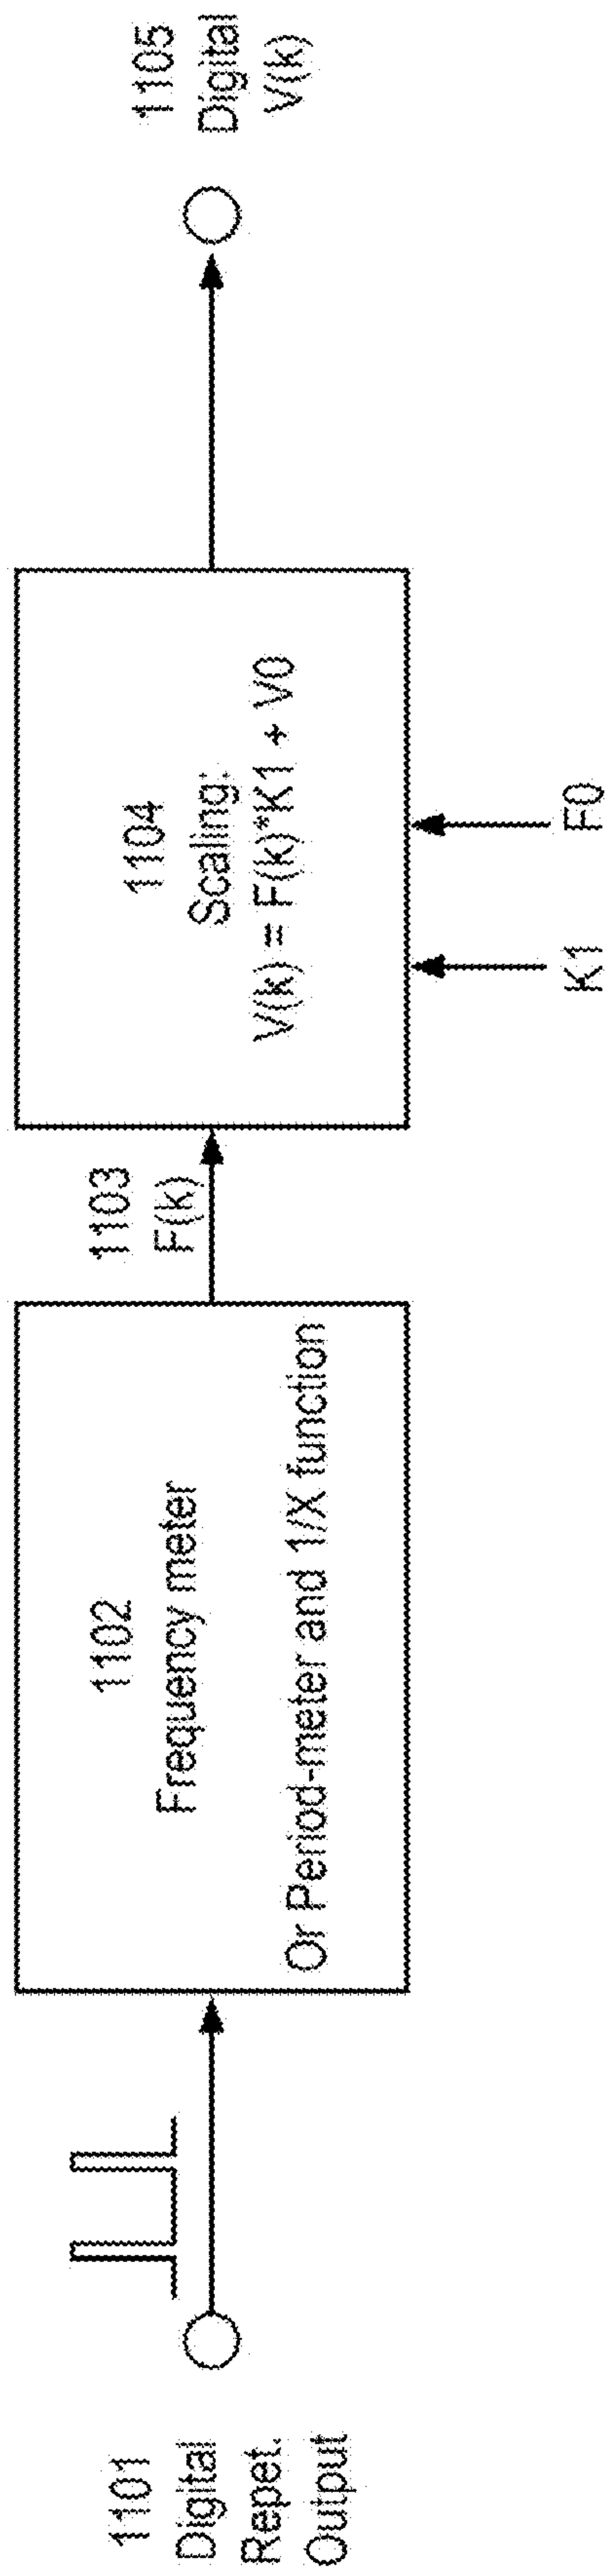 1101
Digital
Repet.
Output
1102
Frequency meter
Or Period-meter and 1/X function
1103
F(k)
1104
Scaling:
V(k) = F(k)*K1 + V0
K1
F0
1105
Digital
V(k)